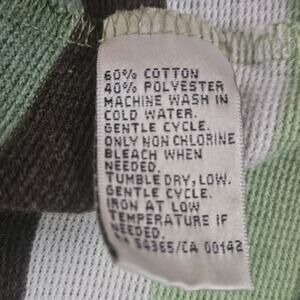 60% COTTON
40% POLYESTER
MACHINE WASH IN
COLD WATER.
GENTLE CYCLE.
ONLY NON CHLORINE
BLEACH WHEN
NEEDED.
TUMBLE DRY, LOW.
GENTLE CYCLE.
IRON AT LOW
TEMPERATURE IF
NEEDED.
54365/CA 00142